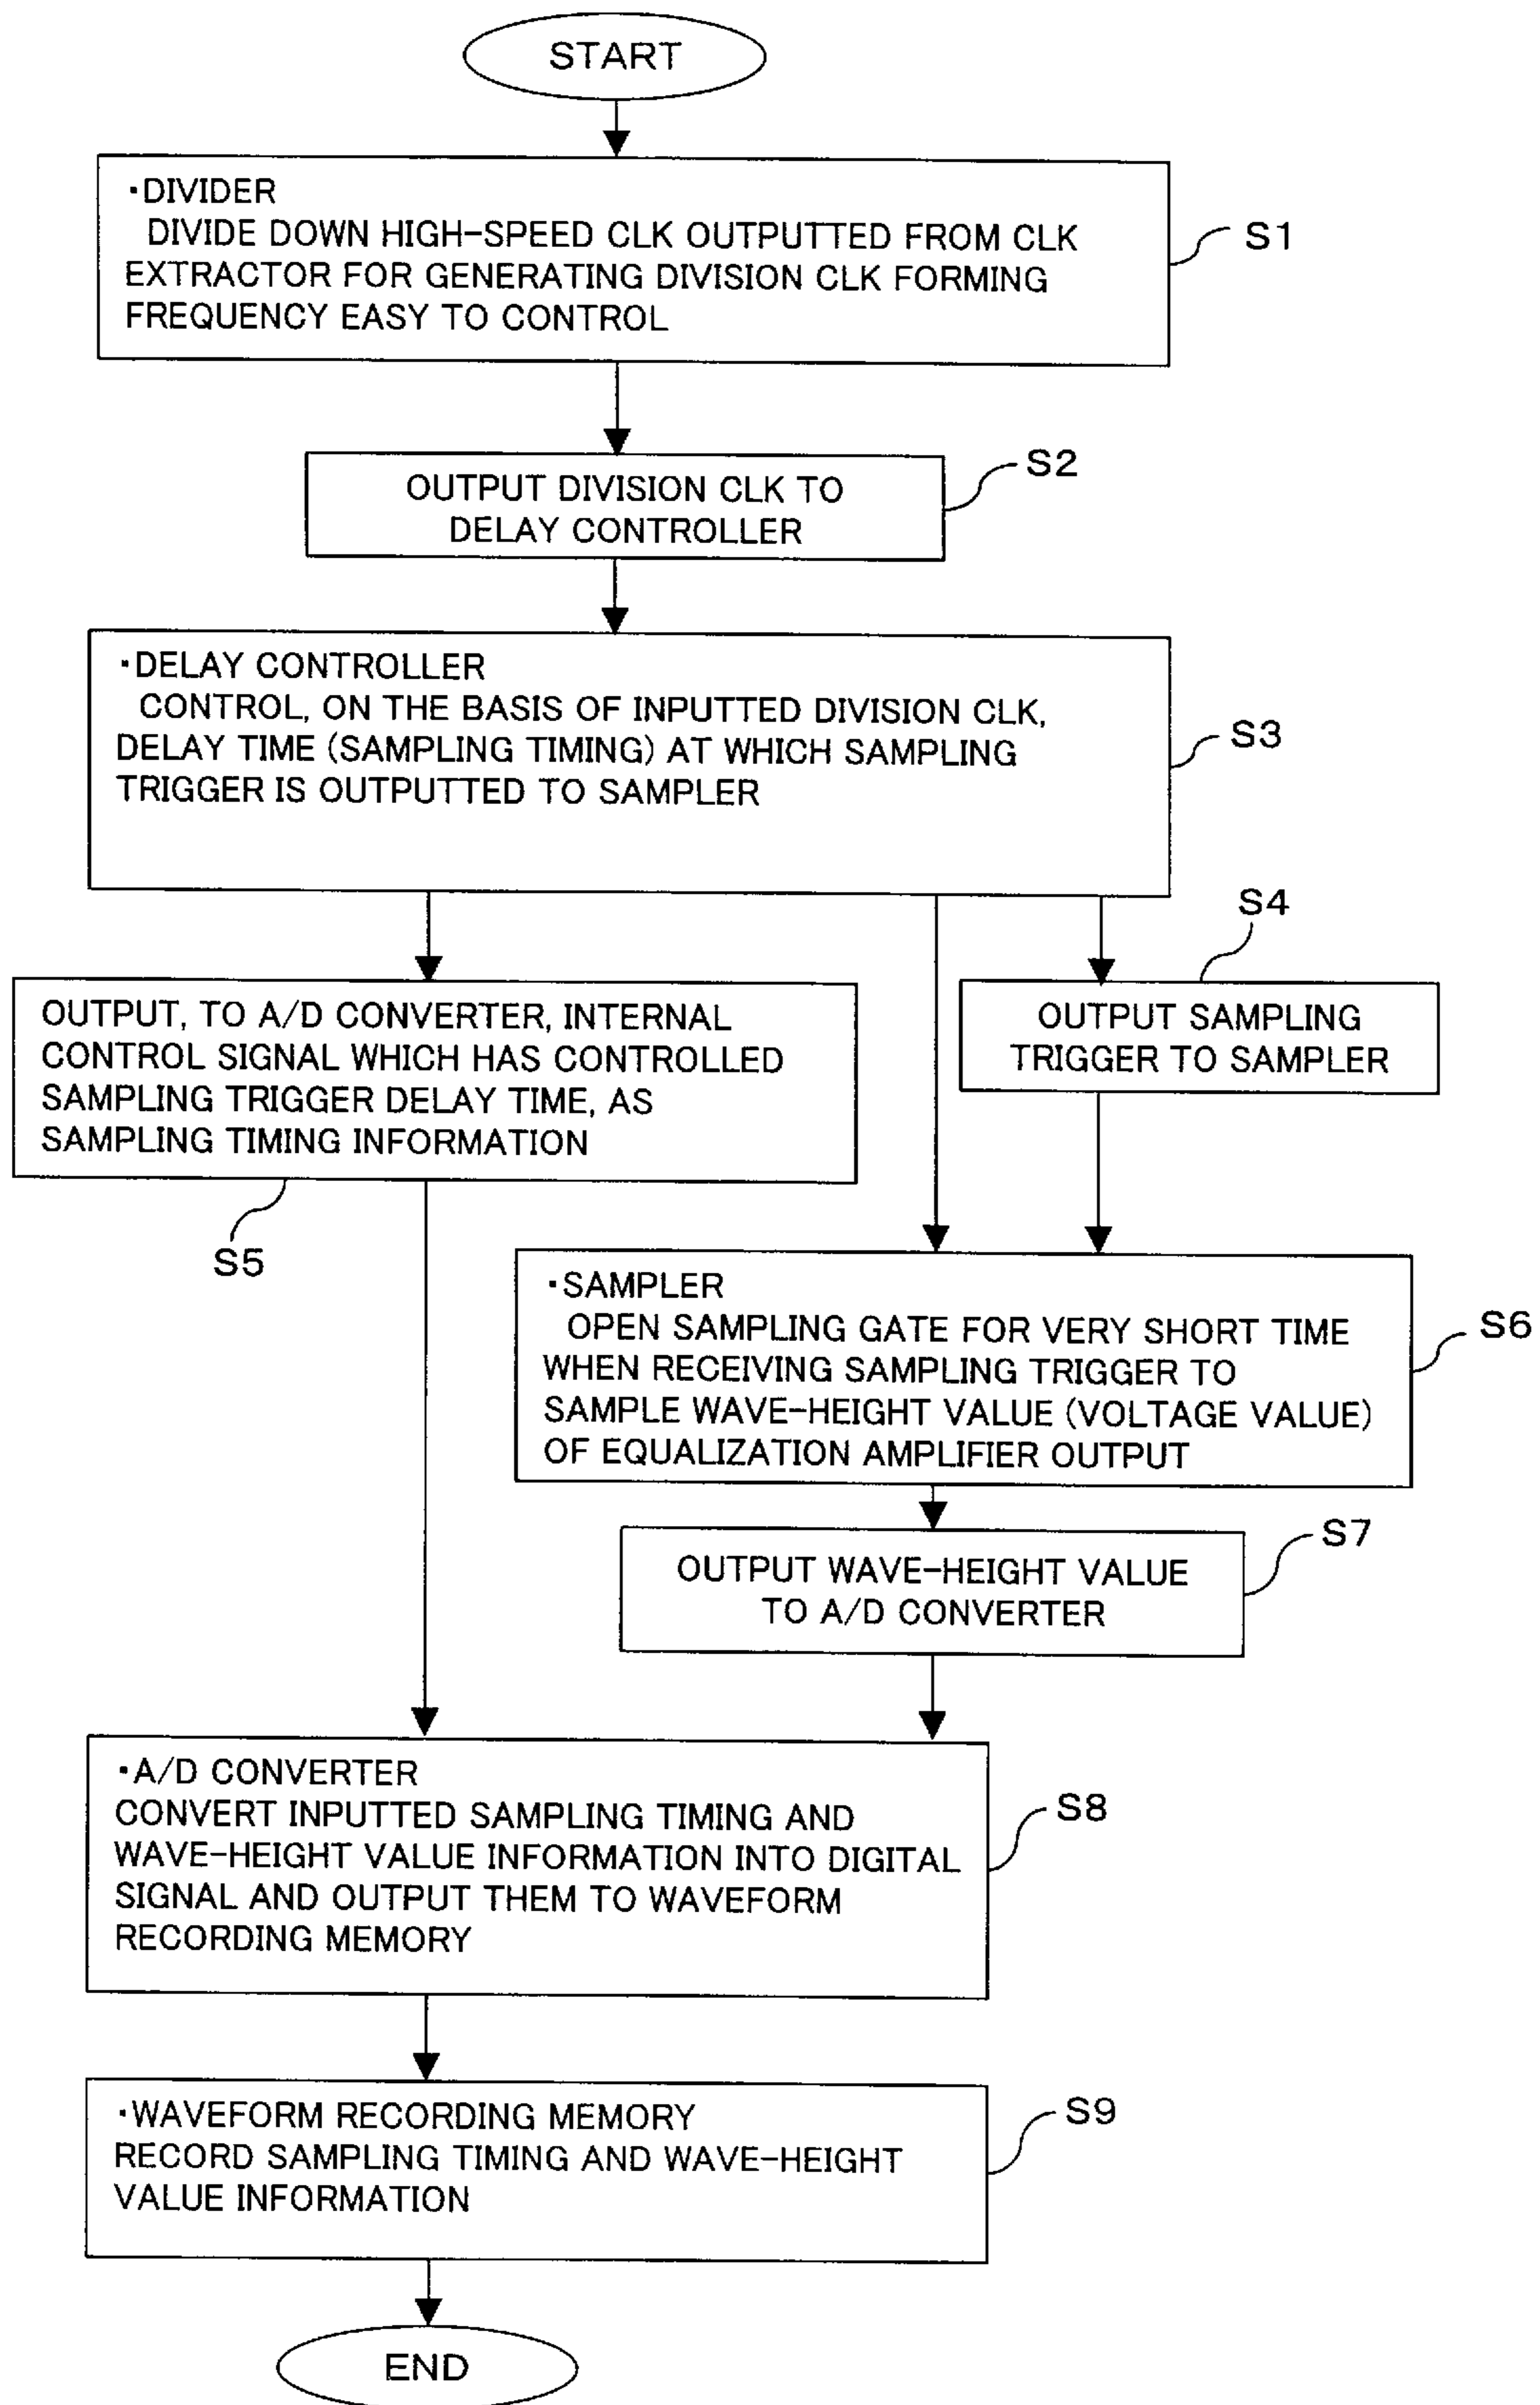 START
・DIVIDER
DIVIDE DOWN HIGH-SPEED CLK OUTPUTTED FROM CLK
EXTRACTOR FOR GENERATING DIVISION CLK FORMING
FREQUENCY EASY TO CONTROL
S1
OUTPUT DIVISION CLK TO
DELAY CONTROLLER
S2
・DELAY CONTROLLER
CONTROL, ON THE BASIS OF INPUTTED DIVISION CLK,
DELAY TIME (SAMPLING TIMING) AT WHICH SAMPLING
TRIGGER IS OUTPUTTED TO SAMPLER
S3
S4
OUTPUT SAMPLING
TRIGGER TO SAMPLER
OUTPUT, TO A/D CONVERTER, INTERNAL
CONTROL SIGNAL WHICH HAS CONTROLLED
SAMPLING TRIGGER DELAY TIME, AS
SAMPLING TIMING INFORMATION
S5
・SAMPLER
OPEN SAMPLING GATE FOR VERY SHORT TIME
WHEN RECEIVING SAMPLING TRIGGER TO
SAMPLE WAVE-HEIGHT VALUE (VOLTAGE VALUE)
OF EQUALIZATION AMPLIFIER OUTPUT
S6
OUTPUT WAVE-HEIGHT VALUE
TO A/D CONVERTER
S7
・A/D CONVERTER
CONVERT INPUTTED SAMPLING TIMING AND
WAVE-HEIGHT VALUE INFORMATION INTO DIGITAL
SIGNAL AND OUTPUT THEM TO WAVEFORM
RECORDING MEMORY
S8
・WAVEFORM RECORDING MEMORY
RECORD SAMPLING TIMING AND WAVE-HEIGHT
VALUE INFORMATION
S9
END